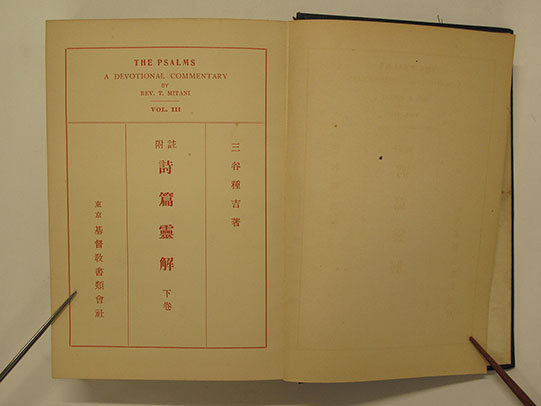 THE PSALMS
A DEVOTIONAL COMMENTARY
BY
REV. T. MITANI
VOL. III
三谷種吉著
附註
詩篇靈解
下卷
東京
基督敎書類會社